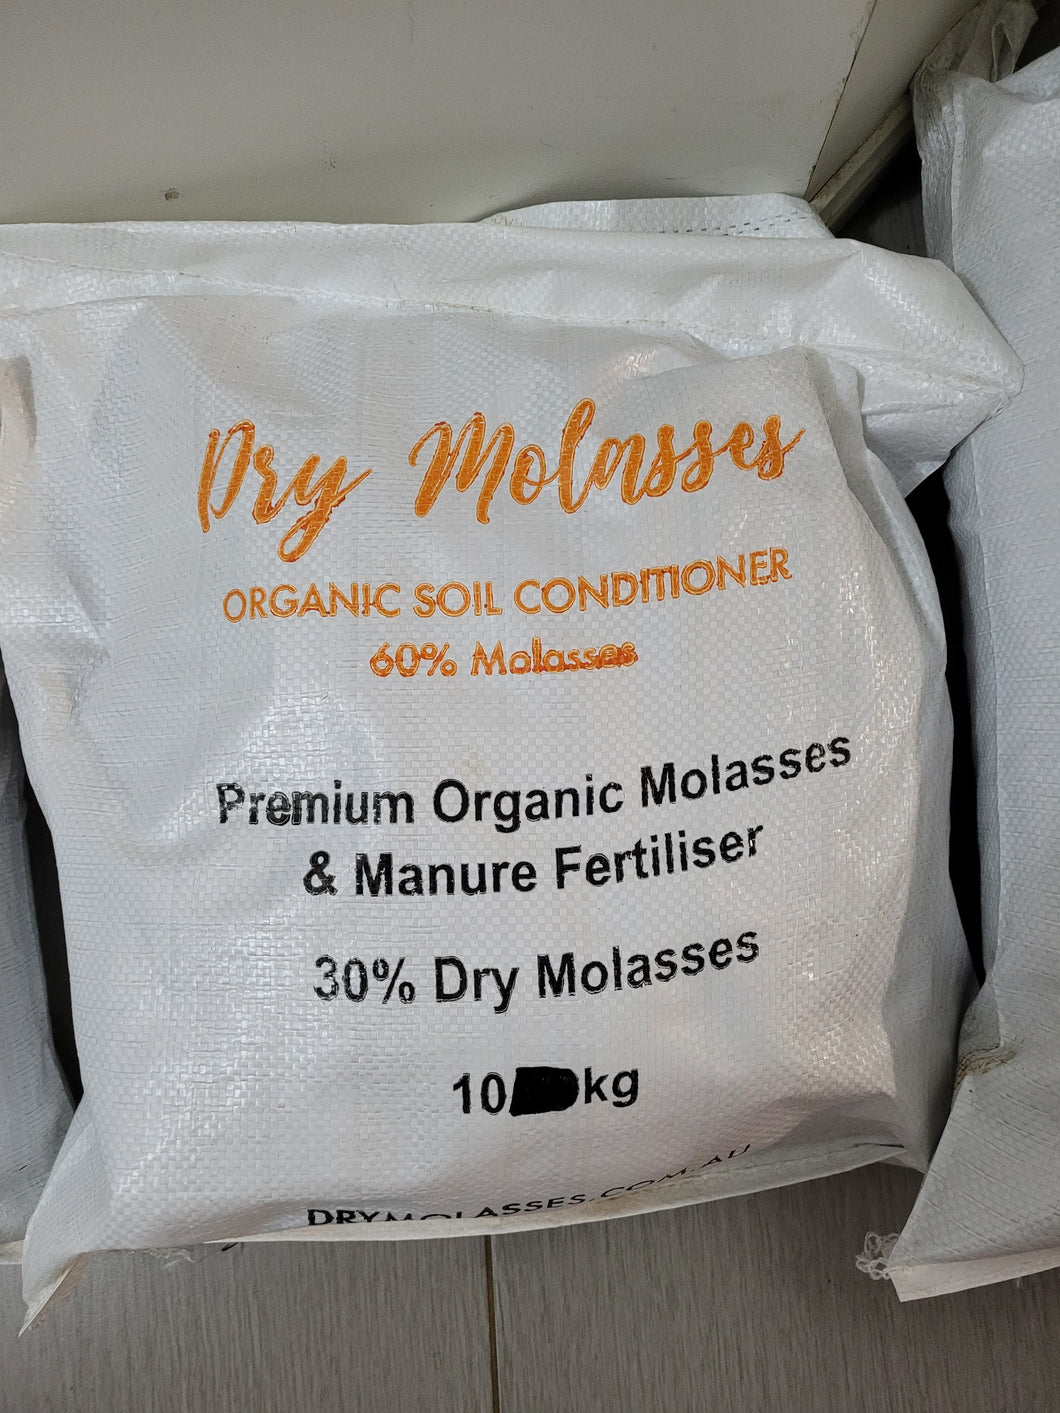 Dry Molasses
ORGANIC SOIL CONDITIONER
60% Molasses
Premium Organic Molasses
& Manure Fertiliser
30% Dry Molasses
10 kg
DRYMOLASSES.COM.AU